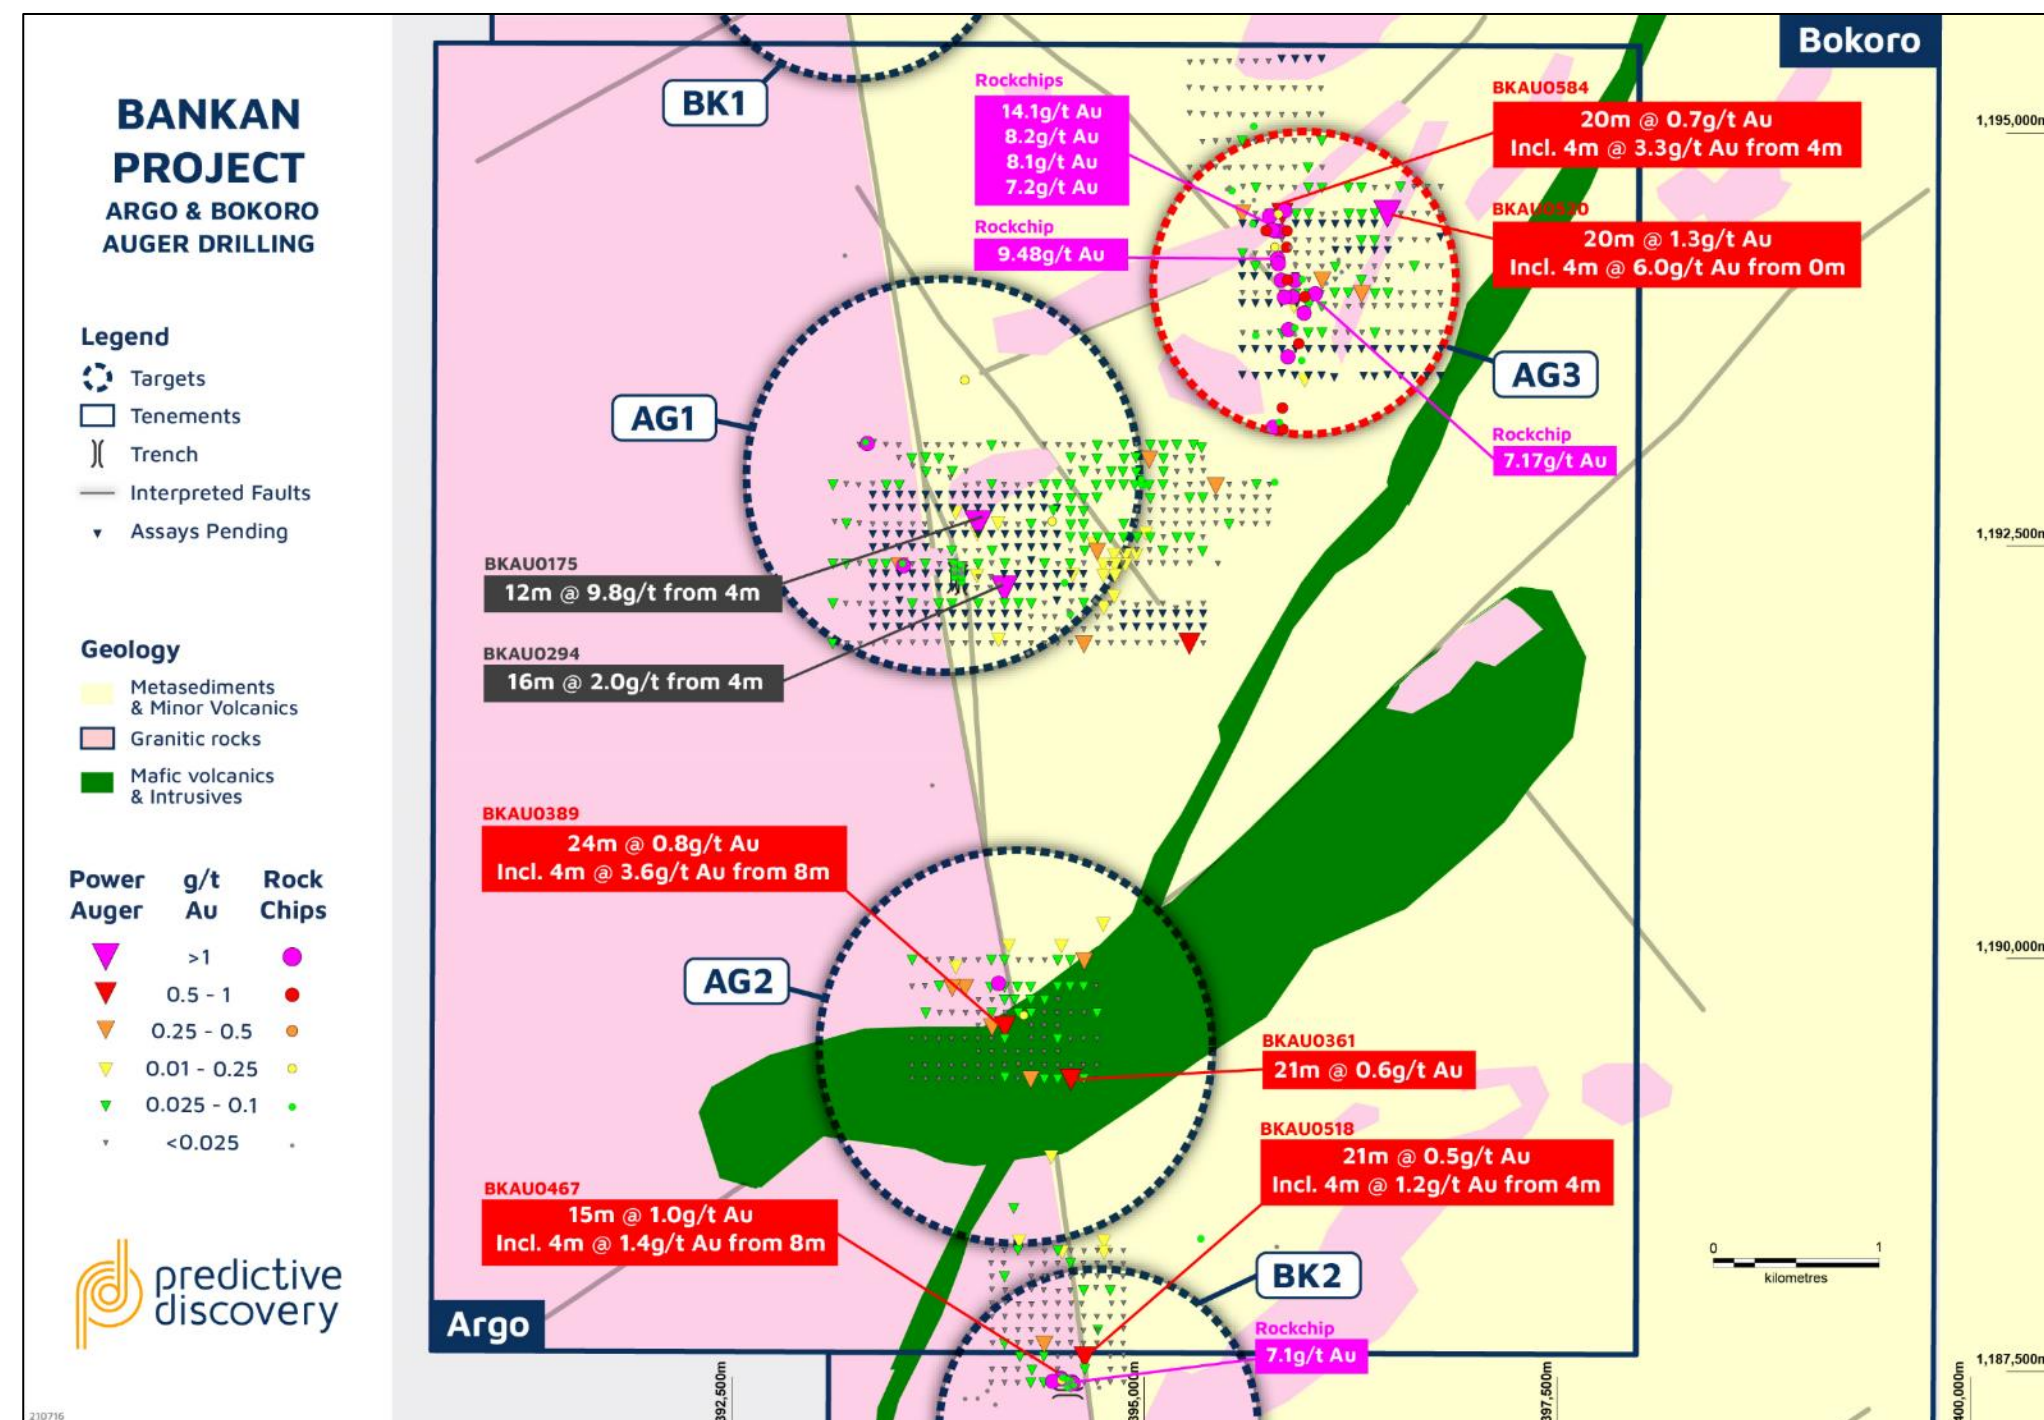 BANKAN
PROJECT
ARGO & BOKORO
AUGER DRILLING
Legend
Targets
Tenements
Trench
Interpreted Faults
Assays Pending
Geology
Metasediments
& Minor Volcanics
Granitic rocks
Mafic volcanics
& Intrusives
Power g/t Rock
Auger Au Chips
>1
0.5 - 1
0.25 - 0.5
0.01 - 0.25
0.025 - 0.1
<0.025
predictive
discovery
210716
Bokoro
BK1
Rockchips
14.1g/t Au
8.2g/t Au
8.1g/t Au
7.2g/t Au
Rockchip
9.48g/t Au
BKAU0584
20m @ 0.7g/t Au
Incl. 4m @ 3.3g/t Au from 4m
20m @ 1.3g/t Au
Incl. 4m @ 6.0g/t Au from 0m
AG3
Rockchip
7.17g/t Au
AG1
BKAU0175
12m @ 9.8g/t from 4m
BKAU0294
16m @ 2.0g/t from 4m
BKAU0389
24m @ 0.8g/t Au
Incl. 4m @ 3.6g/t Au from 8m
AG2
BKAU0361
21m @ 0.6g/t Au
BKAU0518
21m @ 0.5g/t Au
Incl. 4m @ 1.2g/t Au from 4m
BKAU0467
15m @ 1.0g/t Au
Incl. 4m @ 1.4g/t Au from 8m
BK2
Rockchip
7.1g/t Au
Argo
0 1
kilometres
1,195,000m
1,192,500m
1,190,000m
1,187,500m
392,500m
395,000m
397,500m